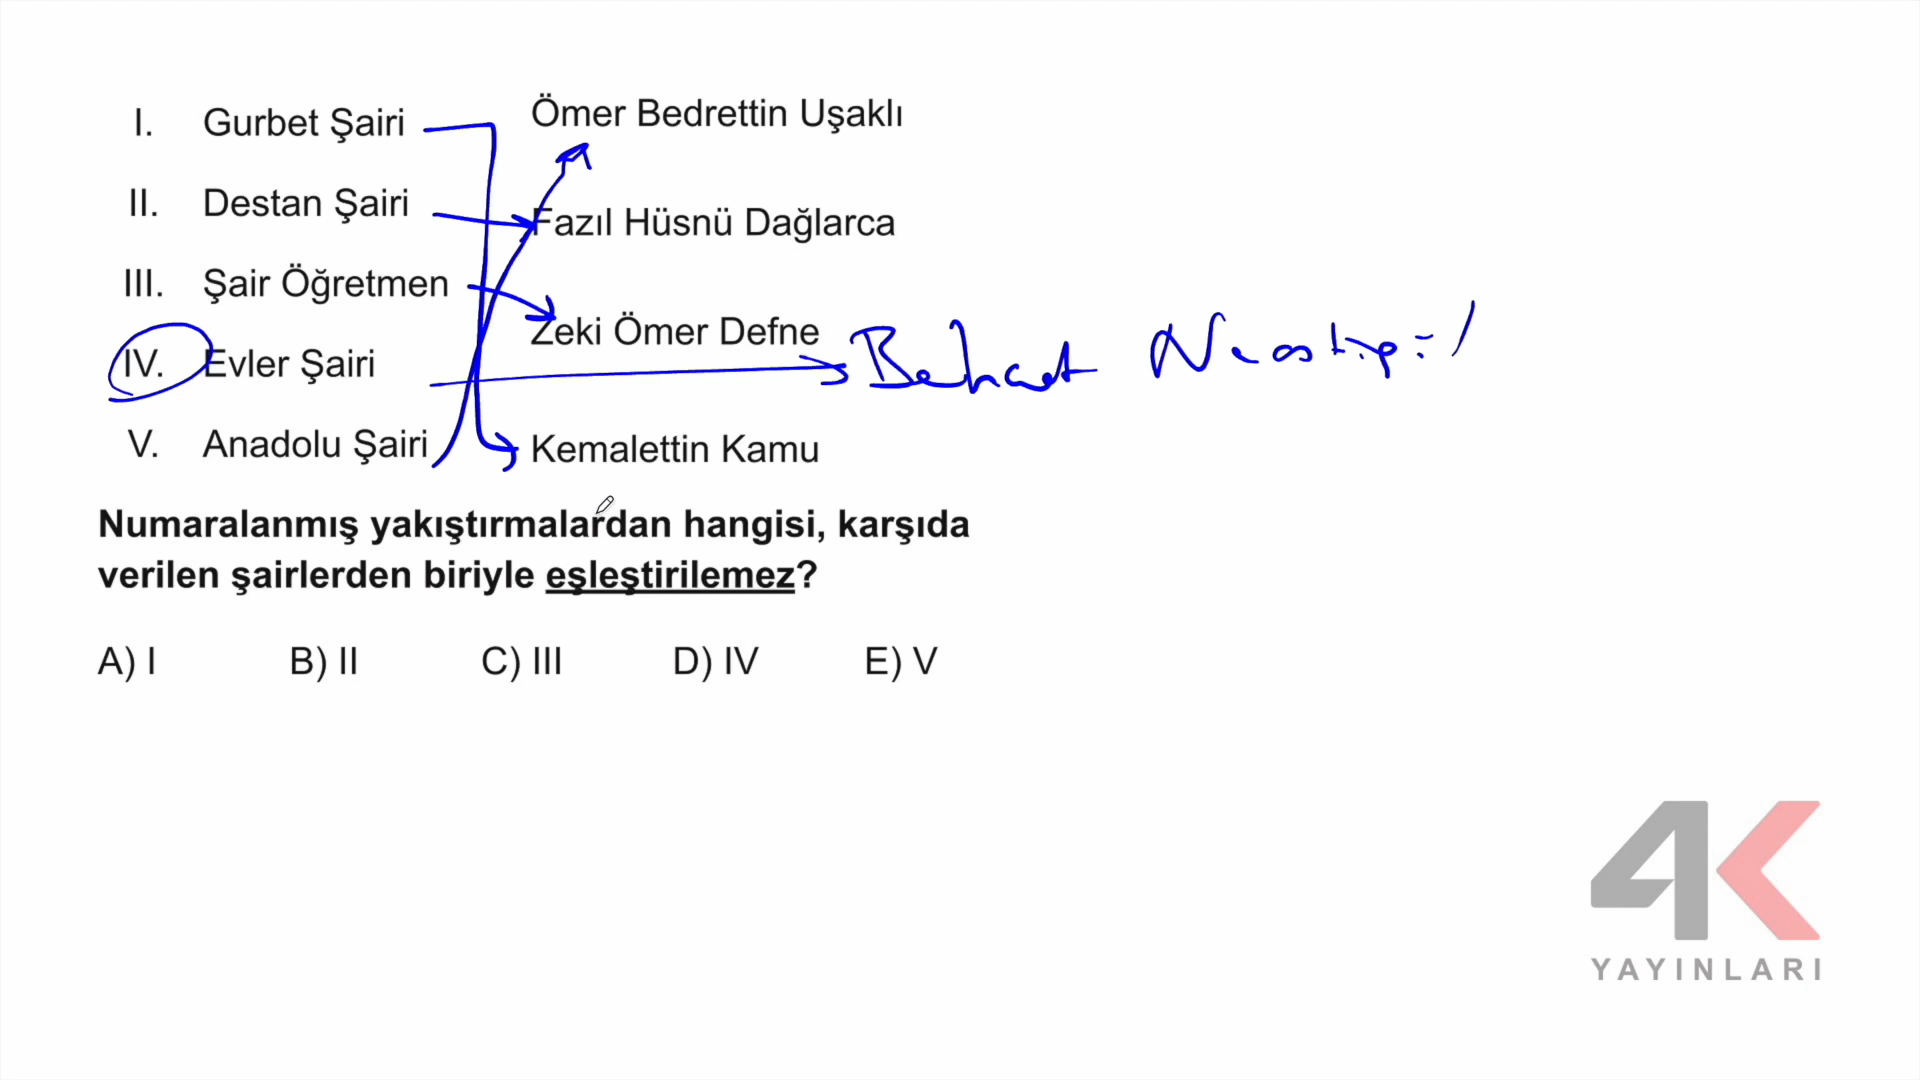 I. Gurbet Şairi Ömer Bedrettin Uşaklı
II. Destan Şairi Fazıl Hüsnü Dağlarca
III. Şair Öğretmen Zeki Ömer Defne
IV. Evler Şairi Behçet Necatigil
V. Anadolu Şairi Kemalettin Kamu
Numaralanmış yakıştırmalardan hangisi, karşıda
verilen şairlerden biriyle eşleştirilemez?
A) I B) II C) III D) IV E) V
4K
YAYINLARI